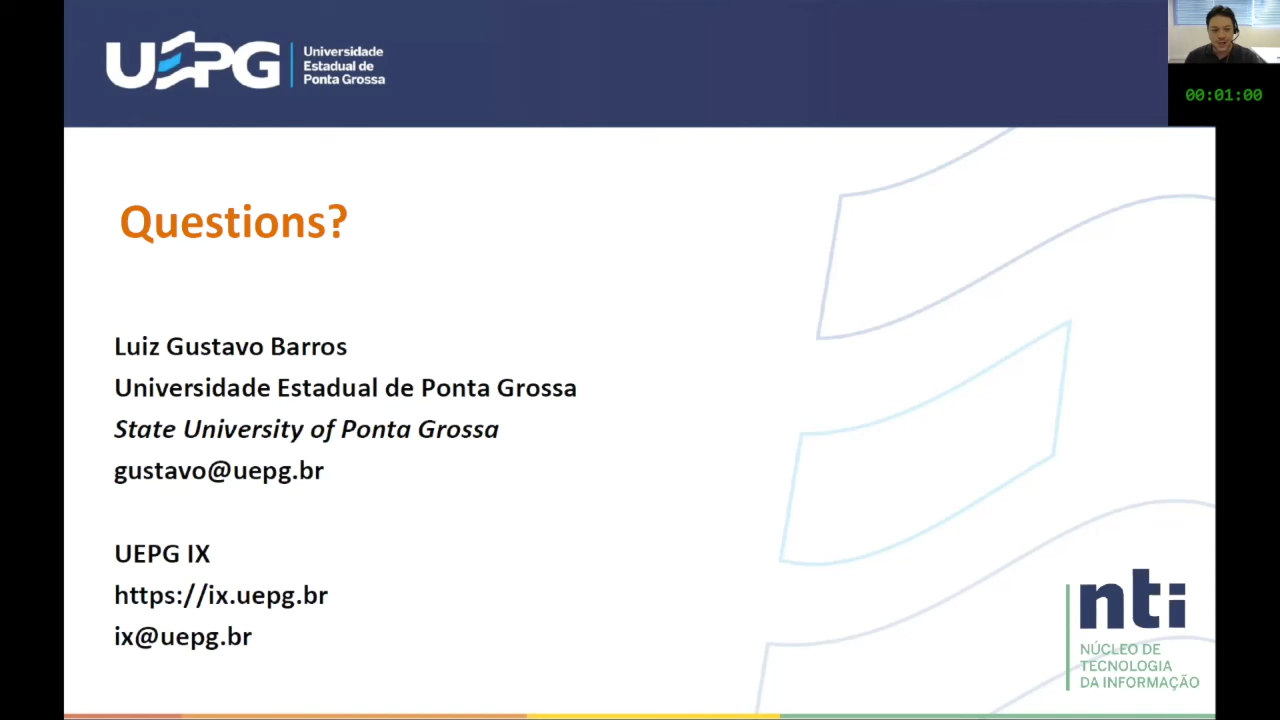 UEPG
Universidade
Estadual de
Ponta Grossa
00:01:00
Questions?
Luiz Gustavo Barros
Universidade Estadual de Ponta Grossa
State University of Ponta Grossa
gustavo@uepg.br
UEPG IX
https://ix.uepg.br
ix@uepg.br
nti
NÚCLEO DE
TECNOLOGIA
DA INFORMAÇÃO